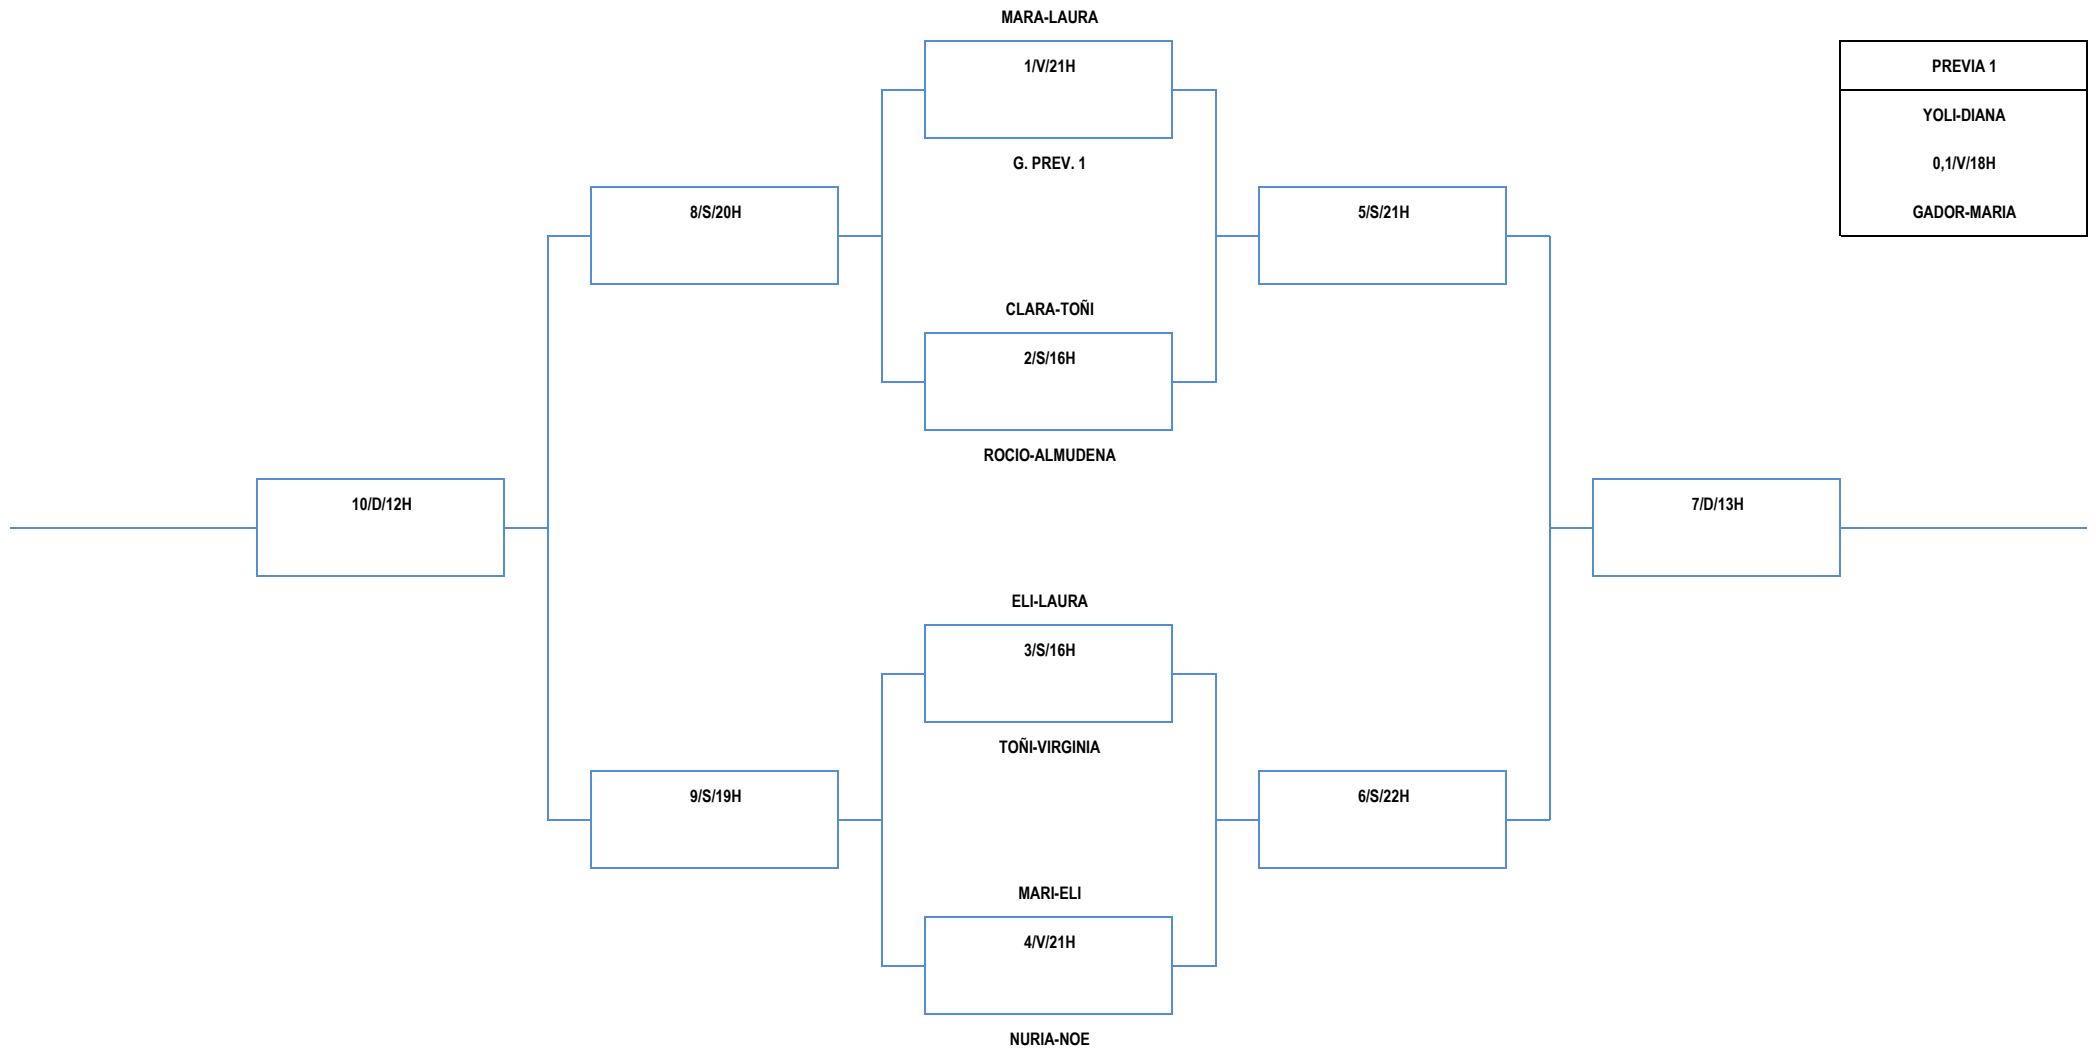 MARA-LAURA
1/V/21H
PREVIA 1
YOLI-DIANA
G. PREV. 1
0,1/V/18H
8/S/20H
5/S/21H
GADOR-MARIA
CLARA-TOÑI
2/S/16H
ROCIO-ALMUDENA
10/D/12H
7/D/13H
ELI-LAURA
3/S/16H
TOÑI-VIRGINIA
9/S/19H
6/S/22H
MARI-ELI
4/V/21H
NURIA-NOE